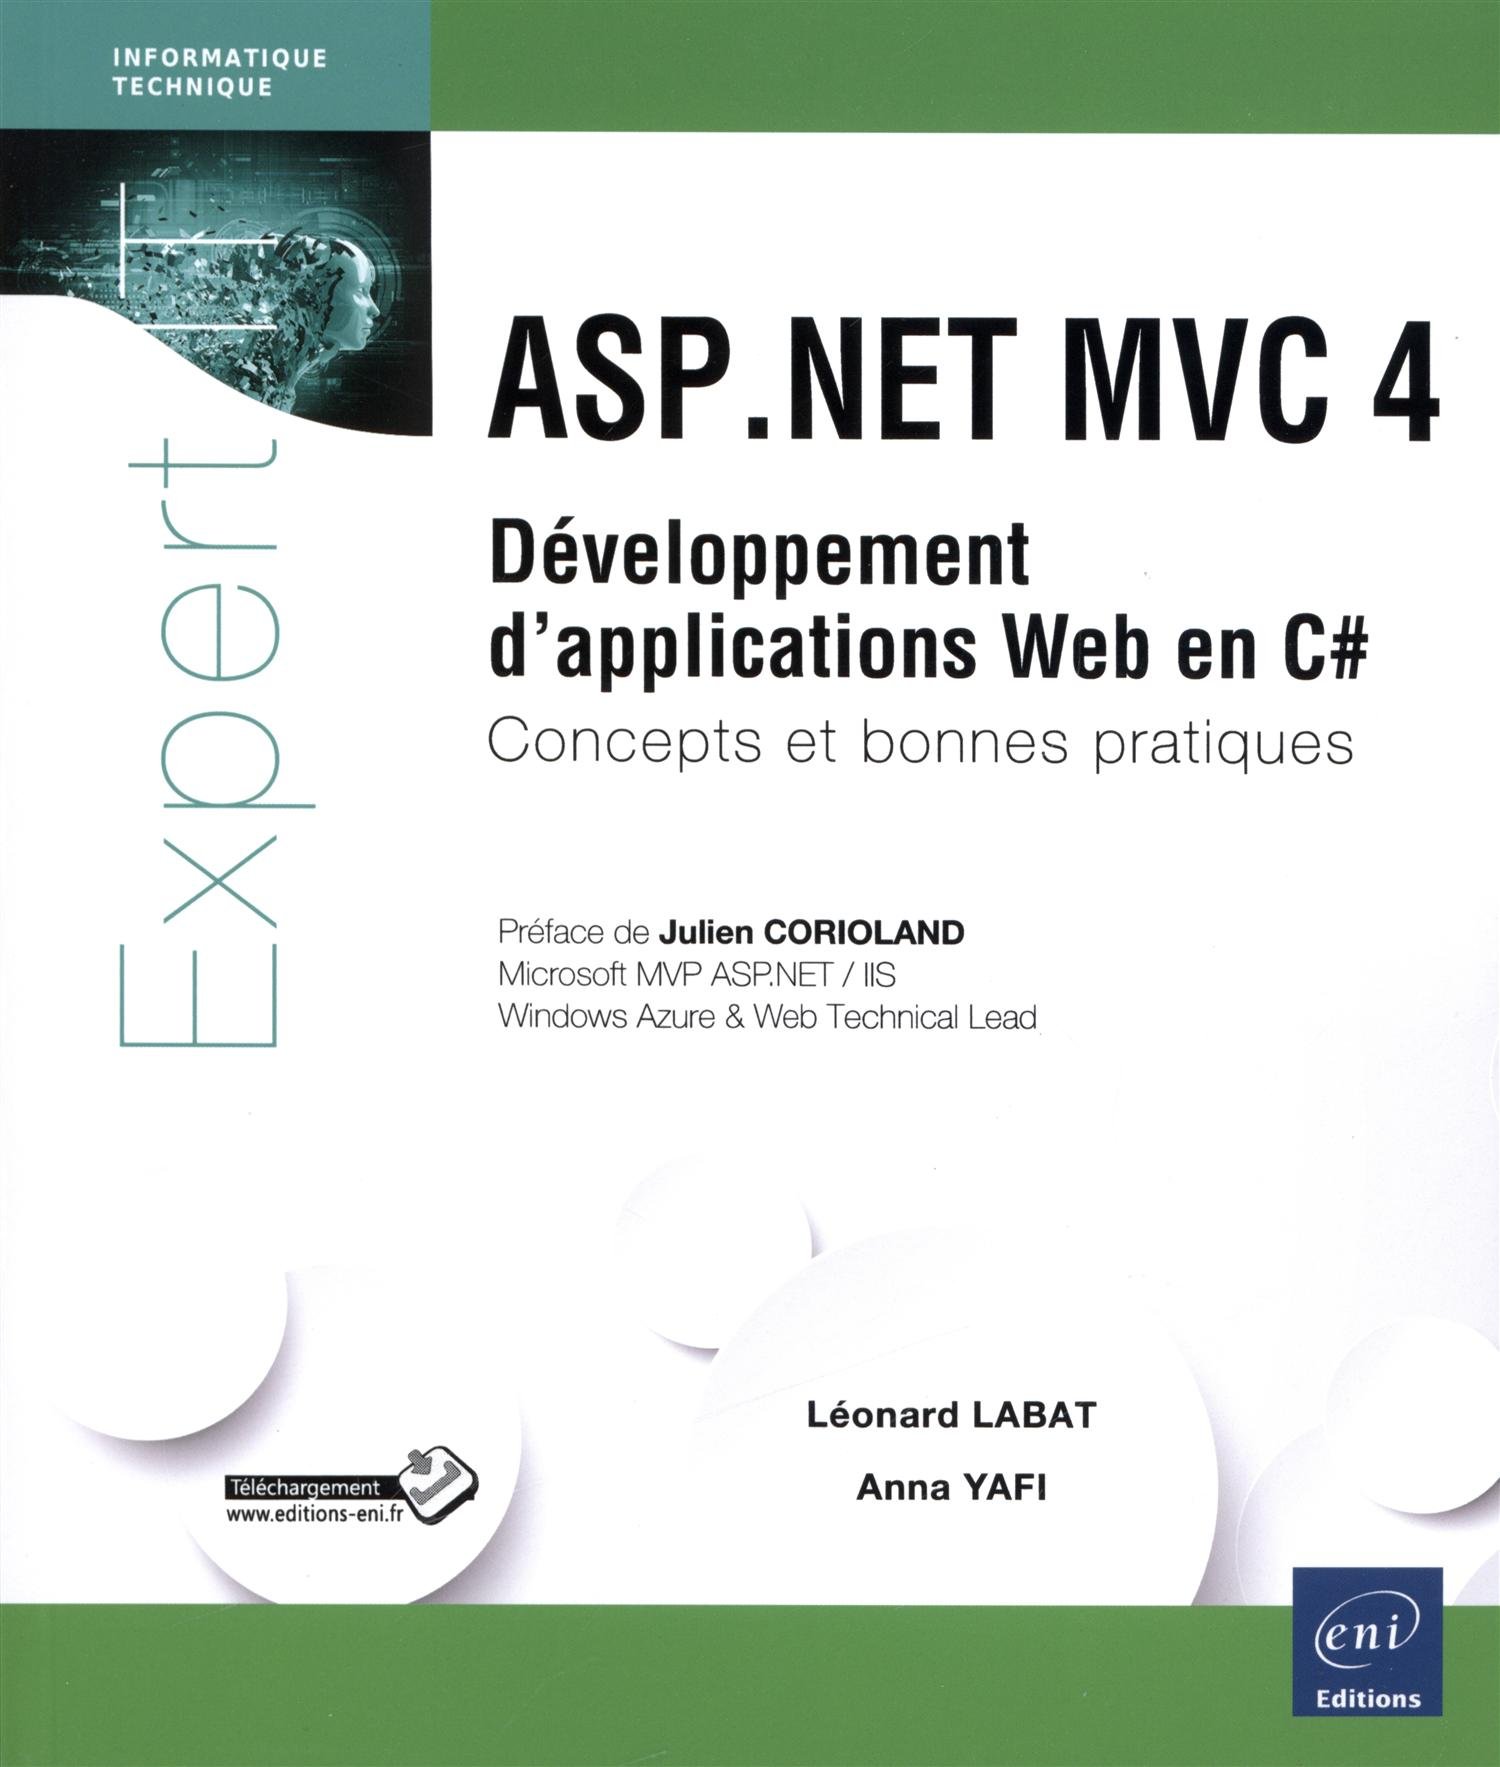 INFORMATIQUE
TECHNIQUE
IT
Expert
ASP.NET MVC 4
Développement
d'applications Web en C#
Concepts et bonnes pratiques
Préface de Julien CORIOLAND
Microsoft MVP ASP.NET / IIS
Windows Azure & Web Technical Lead
Léonard LABAT
Anna YAFI
Téléchargement
www.editions-eni.fr
eni
Editions